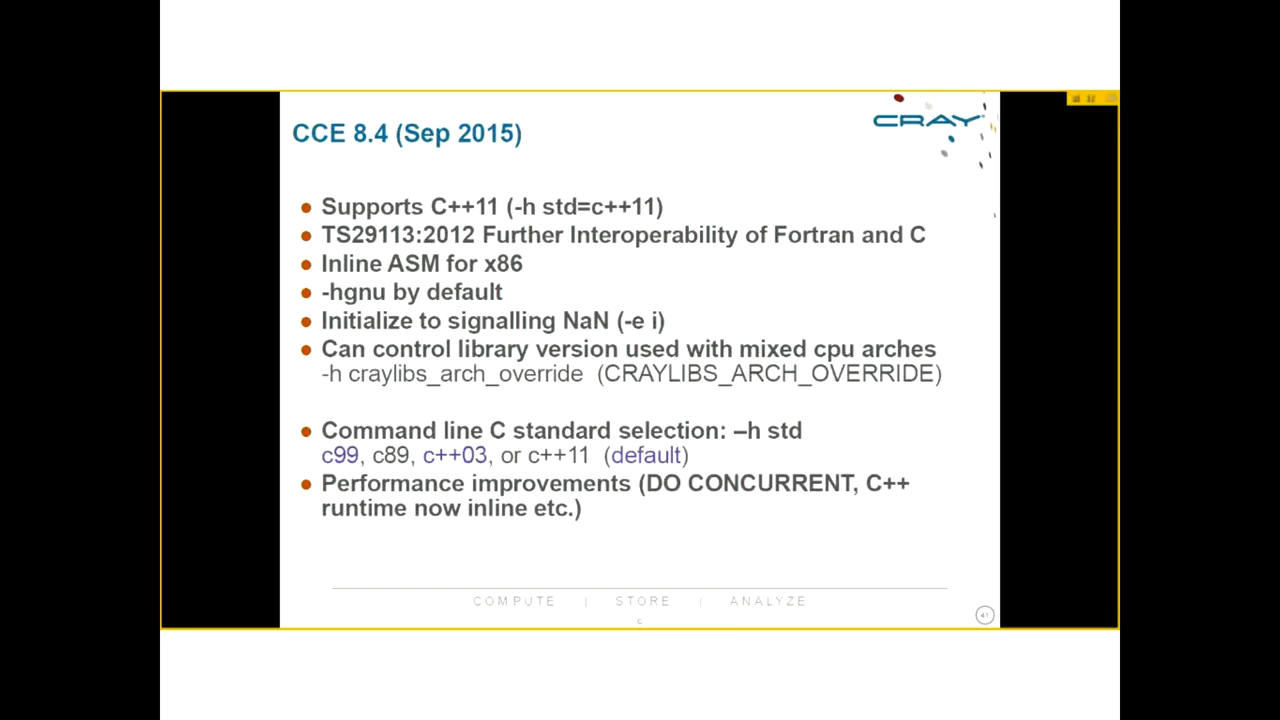 CRAY
CCE 8.4 (Sep 2015)
● Supports C++11 (-h std=c++11)
● TS29113:2012 Further Interoperability of Fortran and C
● Inline ASM for x86
● -hgnu by default
● Initialize to signalling NaN (-e i)
● Can control library version used with mixed cpu arches
-h craylibs_arch_override (CRAYLIBS_ARCH_OVERRIDE)
● Command line C standard selection: –h std
c99, c89, c++03, or c++11 (default)
● Performance improvements (DO CONCURRENT, C++
runtime now inline etc.)
COMPUTE | STORE | ANALYZE
C
41